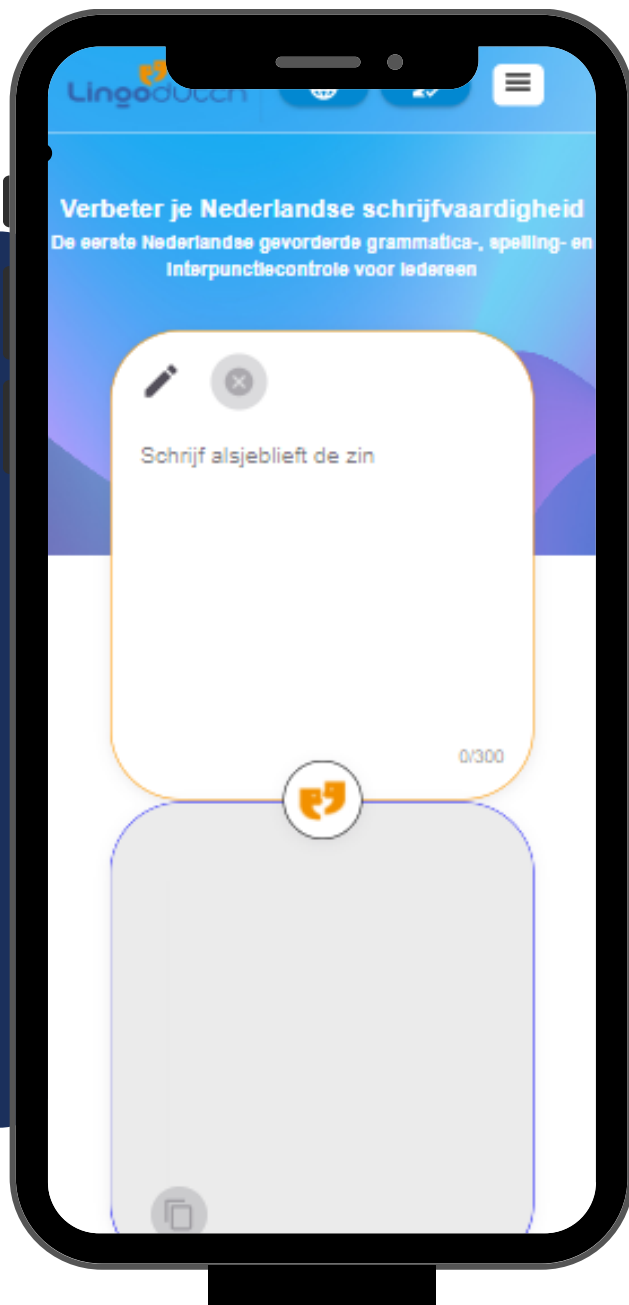 Lingodutch
Verbeter je Nederlandse schrijfvaardigheid
De eerste Nederlandse gevorderde grammatica-, spelling- en
interpunctiecontrole voor iedereen
Schrijf alsjeblieft de zin
0/300